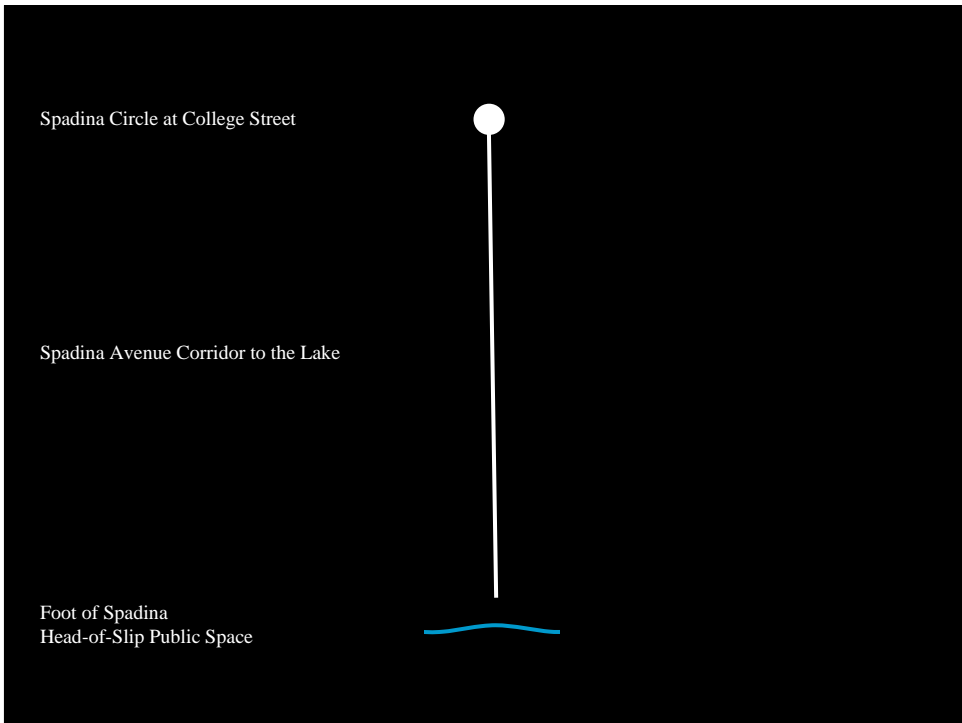 Spadina Circle at College Street
Spadina Avenue Corridor to the Lake
Foot of Spadina
Head-of-Slip Public Space